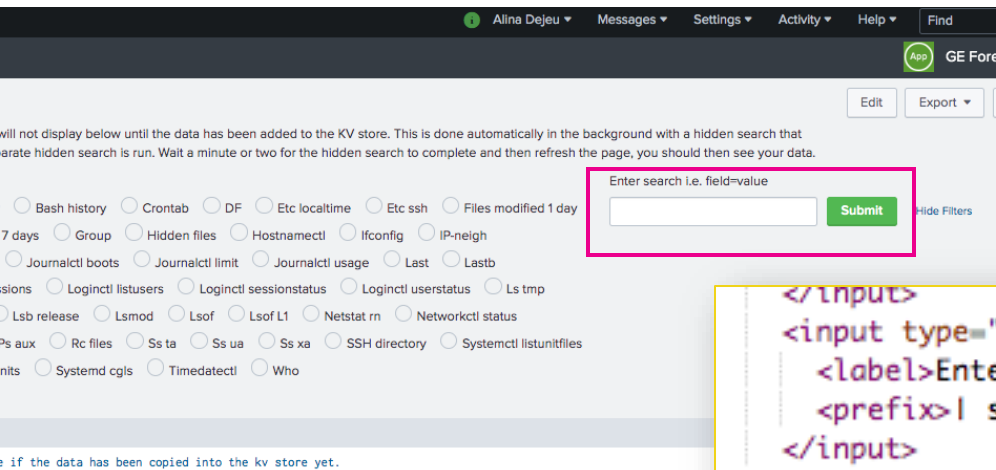 i Alina Dejeu Messages Settings Activity Help Find
App GE Fore
Edit Export
will not display below until the data has been added to the KV store. This is done automatically in the background with a hidden search that
parate hidden search is run. Wait a minute or two for the hidden search to complete and then refresh the page, you should then see your data.
Enter search i.e. field=value
Bash history Crontab DF Etc localtime Etc ssh Files modified 1 day
Submit Hide Filters
7 days Group Hidden files Hostnamectl Ifconfig IP-neigh
Journalctl boots Journalctl limit Journalctl usage Last Lastb
ssions Loginctl listusers Loginctl sessionstatus Loginctl userstatus Ls tmp
Lsb release Lsmod Lsof Lsof L1 Netstat rn Networkctl status
Ps aux Rc files Ss ta Ss ua Ss xa SSH directory Systemctl listunitfiles
nits Systemd cgls Timedatectl Who
</input>
<input type="
<label>Ente
<prefix>| s
</input>
e if the data has been copied into the kv store yet.